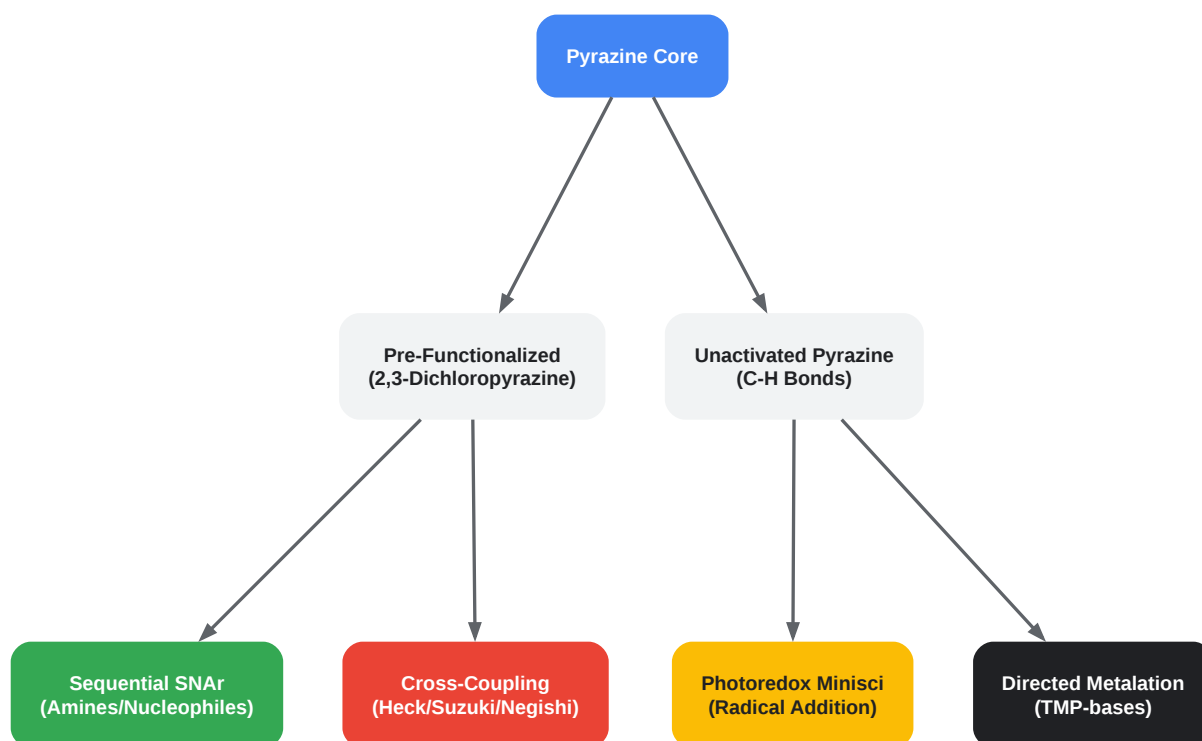 Pyrazine Core
Pre-Functionalized
(2,3-Dichloropyrazine)
Unactivated Pyrazine
(C-H Bonds)
Sequential SNAr
(Amines/Nucleophiles)
Cross-Coupling
(Heck/Suzuki/Negishi)
Photoredox Minisci
(Radical Addition)
Directed Metalation
(TMP-bases)